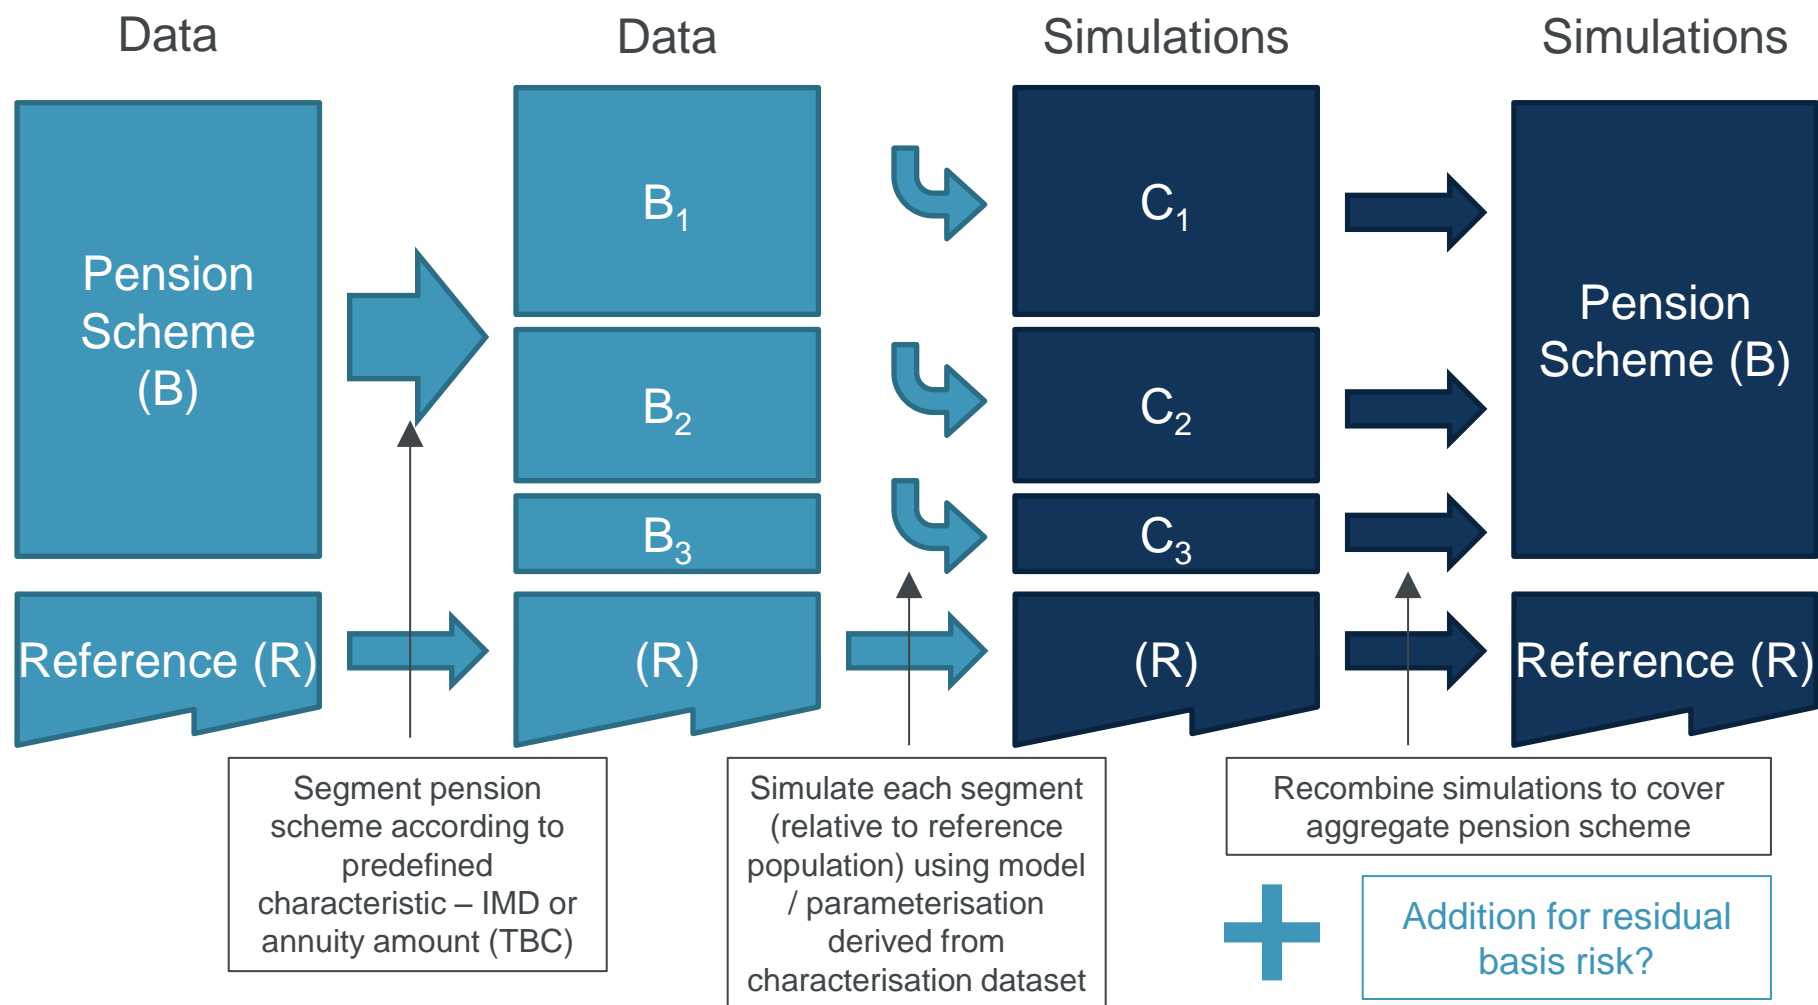 Data
Data
Simulations
Simulations
Pension
Scheme
(B)
B1
B2
B3
C1
C2
C3
Pension
Scheme (B)
Reference (R)
(R)
(R)
Reference (R)
Segment pension
scheme according to
predefined
characteristic – IMD or
annuity amount (TBC)
Simulate each segment
(relative to reference
population) using model
/ parameterisation
derived from
characterisation dataset
Recombine simulations to cover
aggregate pension scheme
Addition for residual
basis risk?